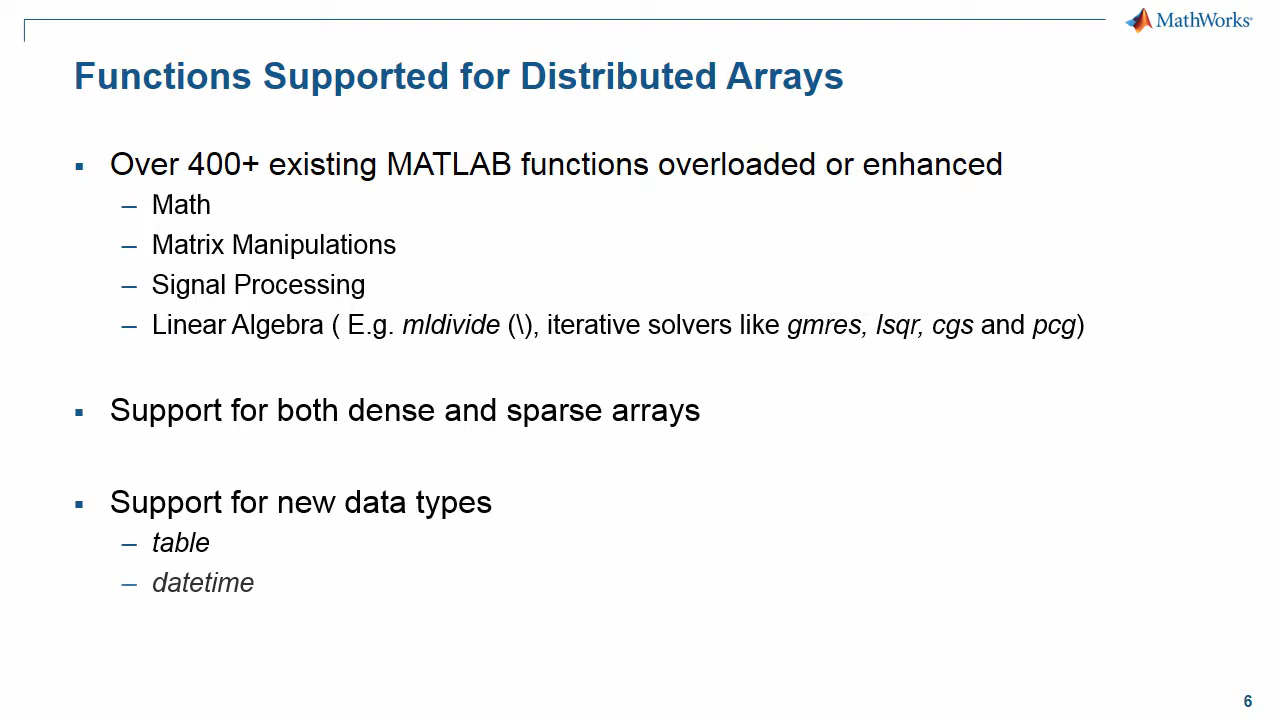 MathWorks
Functions Supported for Distributed Arrays
▪ Over 400+ existing MATLAB functions overloaded or enhanced
– Math
– Matrix Manipulations
– Signal Processing
– Linear Algebra ( E.g. mldivide (\), iterative solvers like gmres, lsqr, cgs and pcg)
▪ Support for both dense and sparse arrays
▪ Support for new data types
– table
– datetime
6